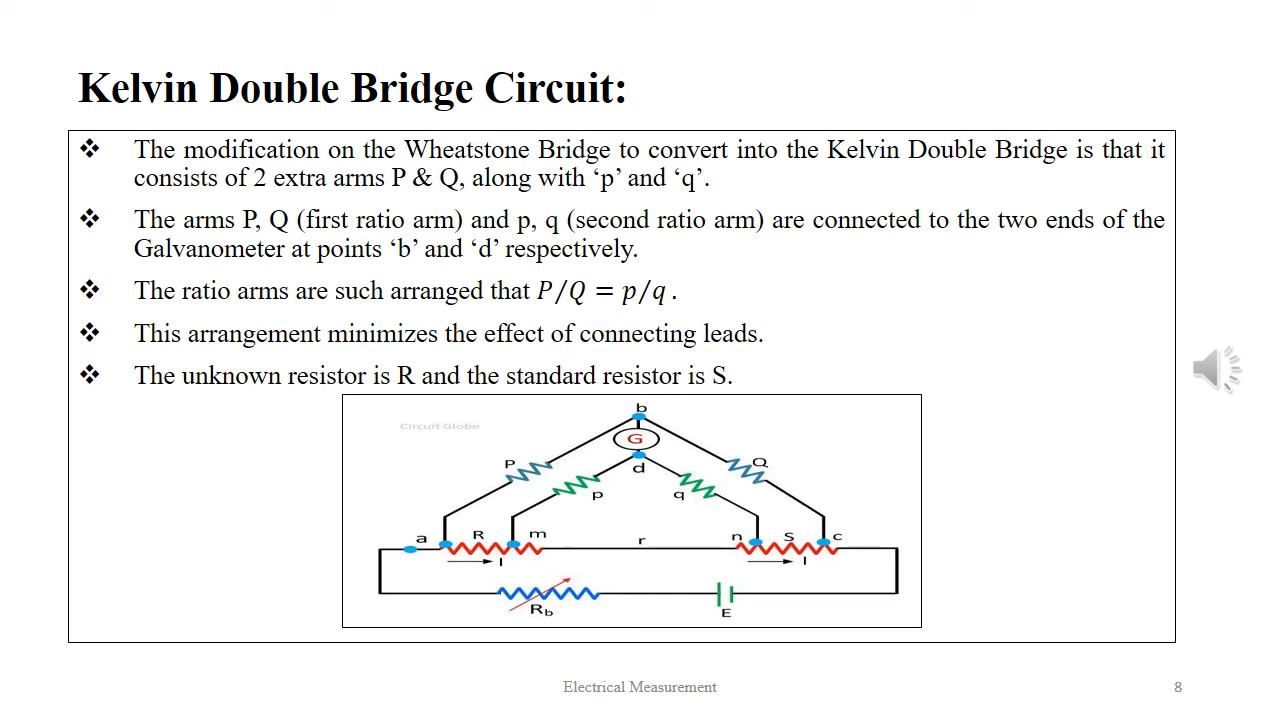 Kelvin Double Bridge Circuit:
❖ The modification on the Wheatstone Bridge to convert into the Kelvin Double Bridge is that it
consists of 2 extra arms P & Q, along with ‘p’ and ‘q’.
❖ The arms P, Q (first ratio arm) and p, q (second ratio arm) are connected to the two ends of the
Galvanometer at points ‘b’ and ‘d’ respectively.
❖ The ratio arms are such arranged that P/Q = p/q .
❖ This arrangement minimizes the effect of connecting leads.
❖ The unknown resistor is R and the standard resistor is S.
b
Circuit Globe
G
P
d
Q
p
q
a
R
m
r
n
S
c
I
I
Rb
E
Electrical Measurement
8